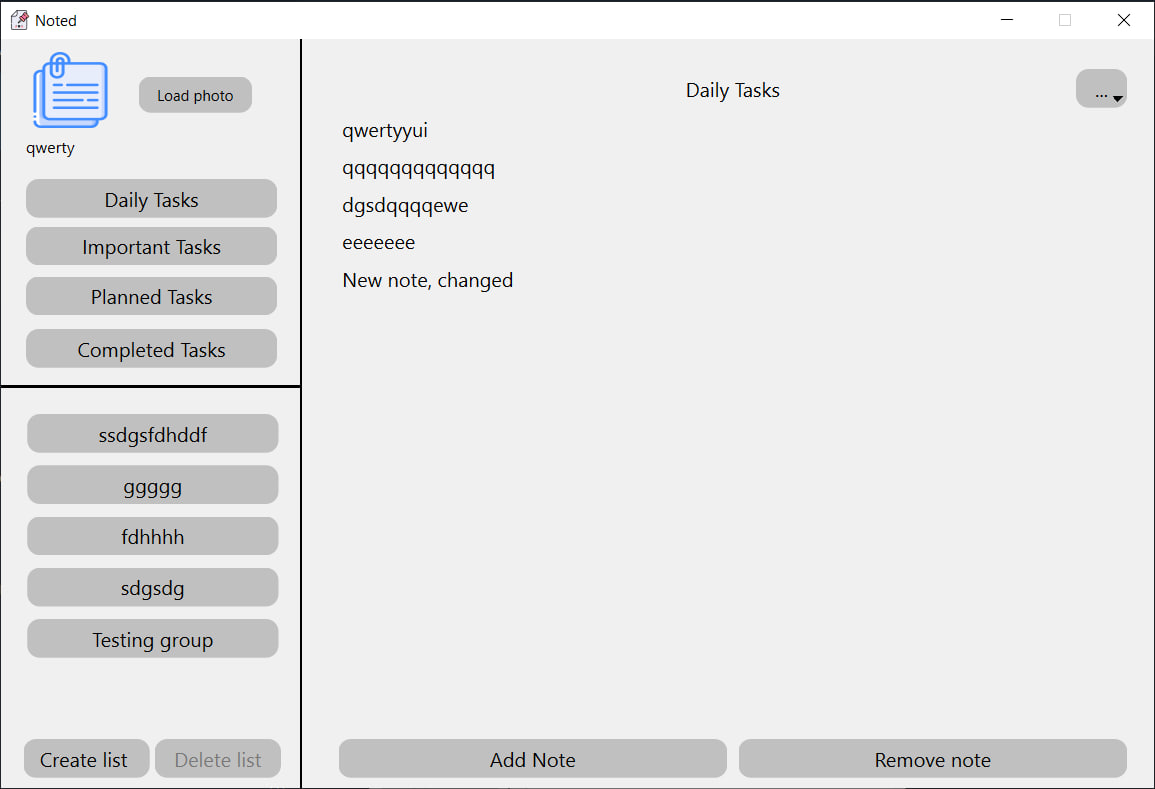 Noted
Load photo
qwerty
Daily Tasks
Important Tasks
Planned Tasks
Completed Tasks
ssdgsfdhddf
ggggg
fdhhhh
sdgsdg
Testing group
Create list
Delete list
Daily Tasks
...
qwertyyui
qqqqqqqqqqqqq
dgsdqqqqewe
eeeeeee
New note, changed
Add Note
Remove note